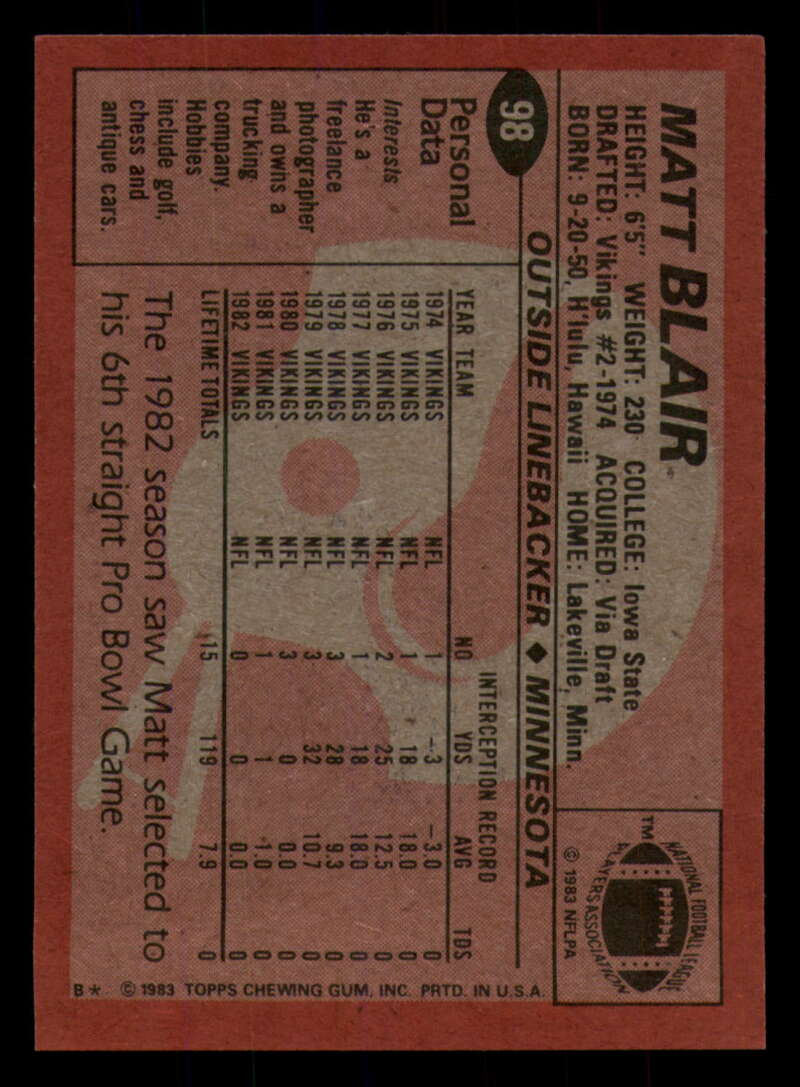 98
MATT BLAIR
HEIGHT: 6'5" WEIGHT: 230 COLLEGE: Iowa State
DRAFTED: Vikings #2-1974 ACQUIRED: Via Draft
BORN: 9-20-50, H'lulu, Hawaii HOME: Lakeville, Minn.
OUTSIDE LINEBACKER ◆ MINNESOTA
TM
NATIONAL FOOTBALL LEAGUE
PLAYERS ASSOCIATION
© 1983 NFLPA
Personal
Data
Interests
He's a
freelance
photographer
and owns a
trucking
company.
Hobbies
include golf,
chess and
antique cars.
INTERCEPTION RECORD
YEAR TEAM NO YDS AVG TDS
1974 VIKINGS NFL 1 -3 -3.0 0
1975 VIKINGS NFL 1 18 18.0 0
1976 VIKINGS NFL 2 25 12.5 0
1977 VIKINGS NFL 1 18 18.0 0
1978 VIKINGS NFL 3 28 9.3 0
1979 VIKINGS NFL 3 32 10.7 0
1980 VIKINGS NFL 3 0 0.0 0
1981 VIKINGS NFL 1 1 1.0 0
1982 VIKINGS NFL 0 0 0.0 0
LIFETIME TOTALS 15 119 7.9 0
The 1982 season saw Matt selected to
his 6th straight Pro Bowl Game.
B* © 1983 TOPPS CHEWING GUM, INC. PRTD. IN U.S.A.